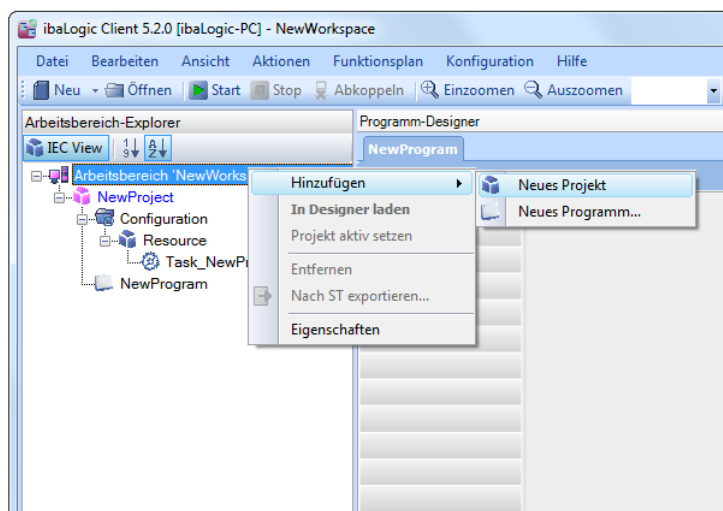 ibaLogic Client 5.2.0 [ibaLogic-PC] - NewWorkspace
Datei Bearbeiten Ansicht Aktionen Funktionsplan Konfiguration Hilfe
Neu Öffnen Start Stop Abkoppeln Einzoomen Auszoomen
Arbeitsbereich-Explorer
Programm-Designer
IEC View
NewProgram
Arbeitsbereich 'NewWorks
NewProject
Configuration
Resource
Task_NewPr
NewProgram
Hinzufügen
In Designer laden
Projekt aktiv setzen
Entfernen
Nach ST exportieren...
Eigenschaften
Neues Projekt
Neues Programm...